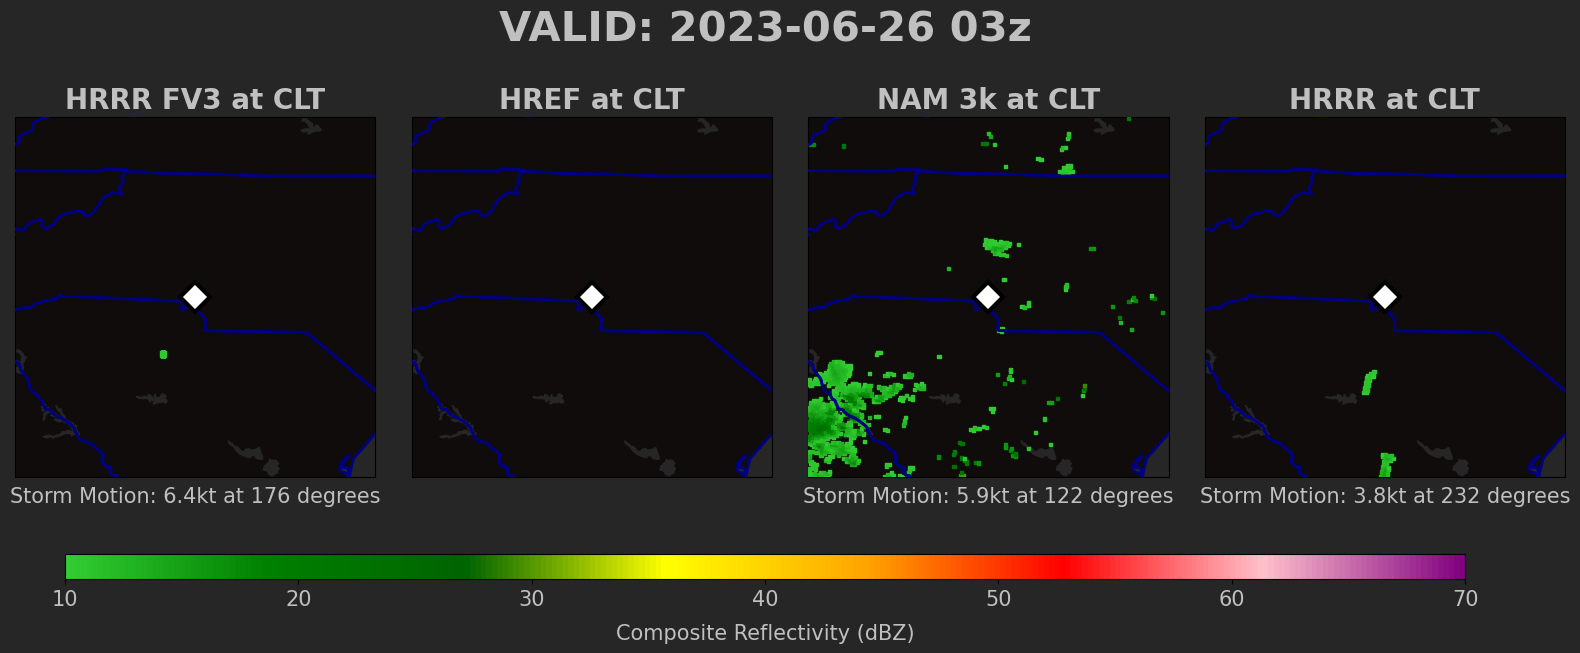 VALID: 2023-06-26 03z
HRRR FV3 at CLT
HREF at CLT
NAM 3k at CLT
HRRR at CLT
Storm Motion: 6.4kt at 176 degrees
Storm Motion: 5.9kt at 122 degrees
Storm Motion: 3.8kt at 232 degrees
10 20 30 40 50 60 70
Composite Reflectivity (dBZ)